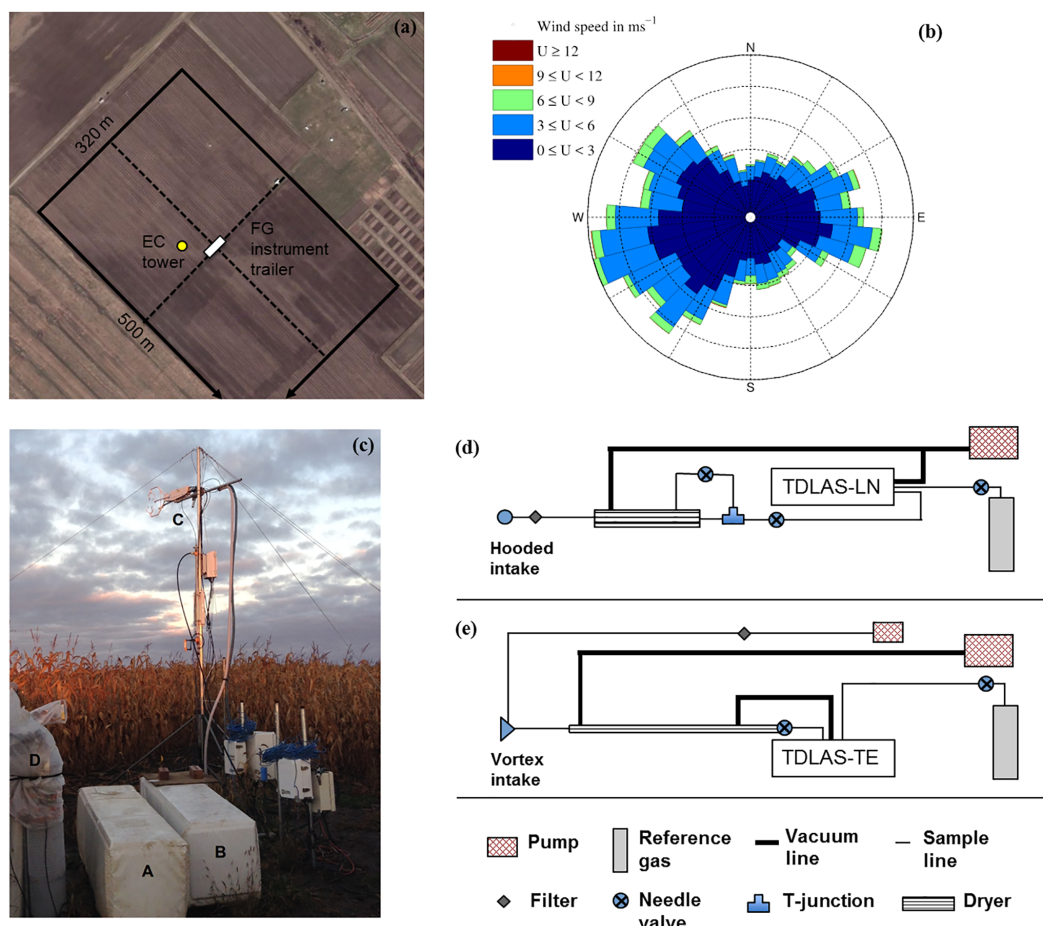 (a)
320 m
EC
tower
FG
instrument
trailer
500 m
(b)
Wind speed in ms⁻¹
U ≥ 12
9 ≤ U < 12
6 ≤ U < 9
3 ≤ U < 6
0 ≤ U < 3
N
W
E
S
(c)
C
D
A
B
(d)
TDLAS-LN
Hooded
intake
(e)
Vortex
intake
TDLAS-TE
Pump
Reference
gas
Vacuum
line
Sample
line
Filter
Needle
valve
T-junction
Dryer